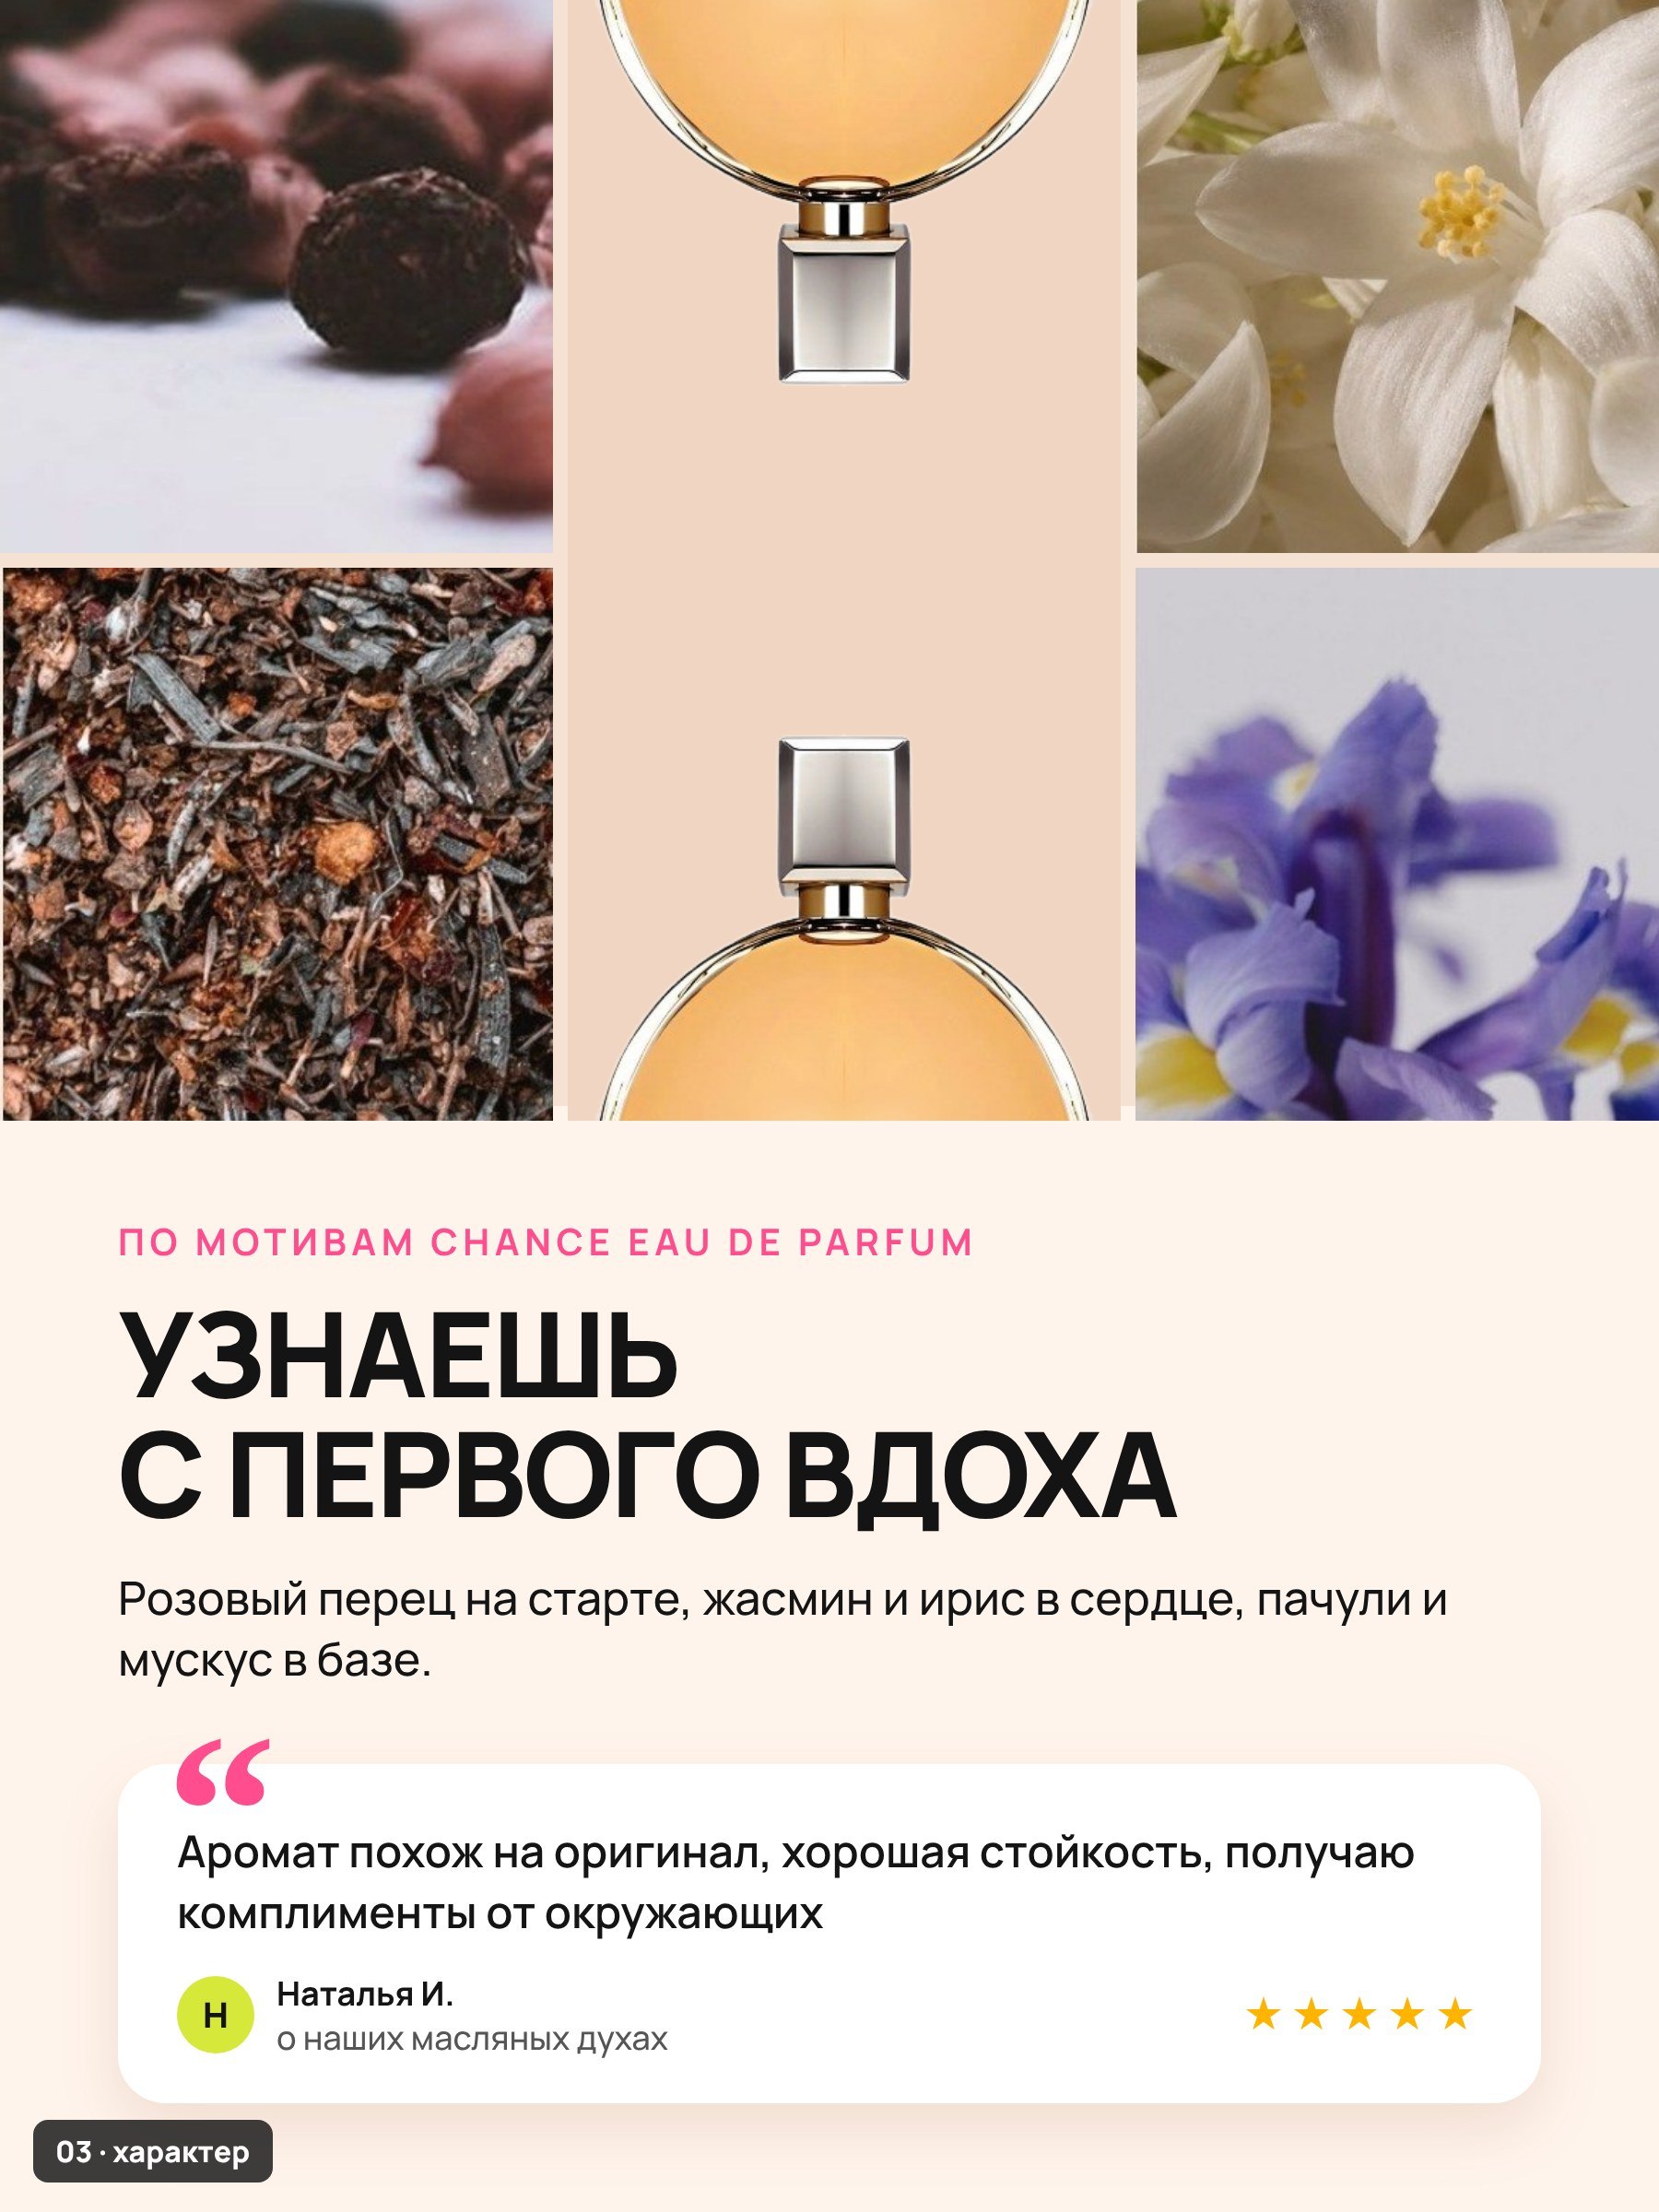 ПО МОТИВАМ CHANCE EAU DE PARFUM
УЗНАЕШЬ
С ПЕРВОГО ВДОХА
Розовый перец на старте, жасмин и ирис в сердце, пачули и
мускус в базе.
“
Аромат похож на оригинал, хорошая стойкость, получаю
комплименты от окружающих
Н
Наталья И.
о наших масляных духах
★★★★★
03 · характер